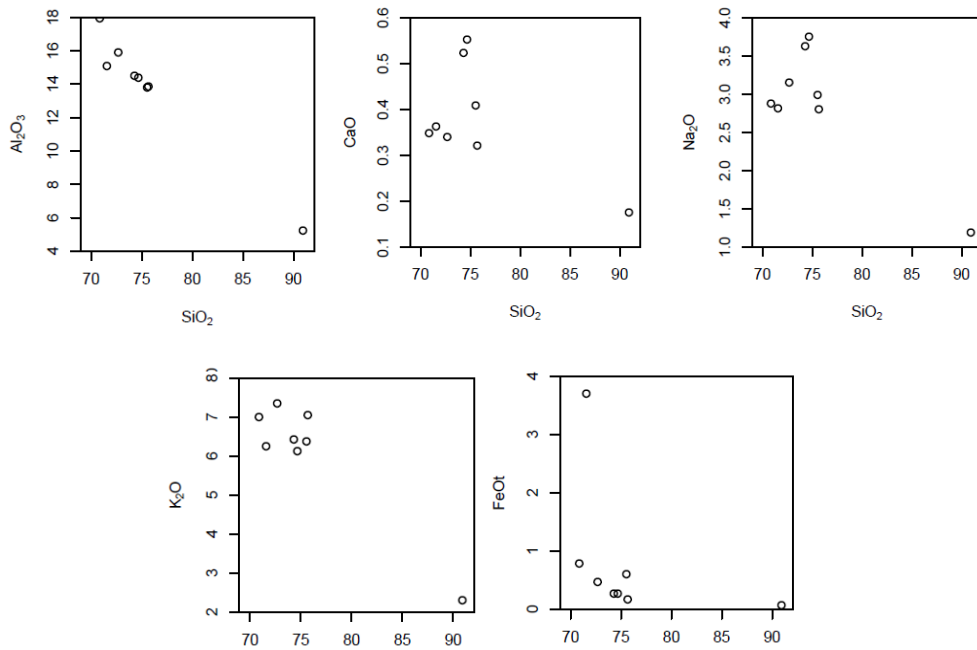 Al₂O₃
4 6 8 10 12 14 16 18
70 75 80 85 90
SiO₂
CaO
0.1 0.2 0.3 0.4 0.5 0.6
70 75 80 85 90
SiO₂
Na₂O
1.0 1.5 2.0 2.5 3.0 3.5 4.0
70 75 80 85 90
SiO₂
K₂O
2 3 4 5 6 7 8)
70 75 80 85 90
FeOt
0 1 2 3 4
70 75 80 85 90